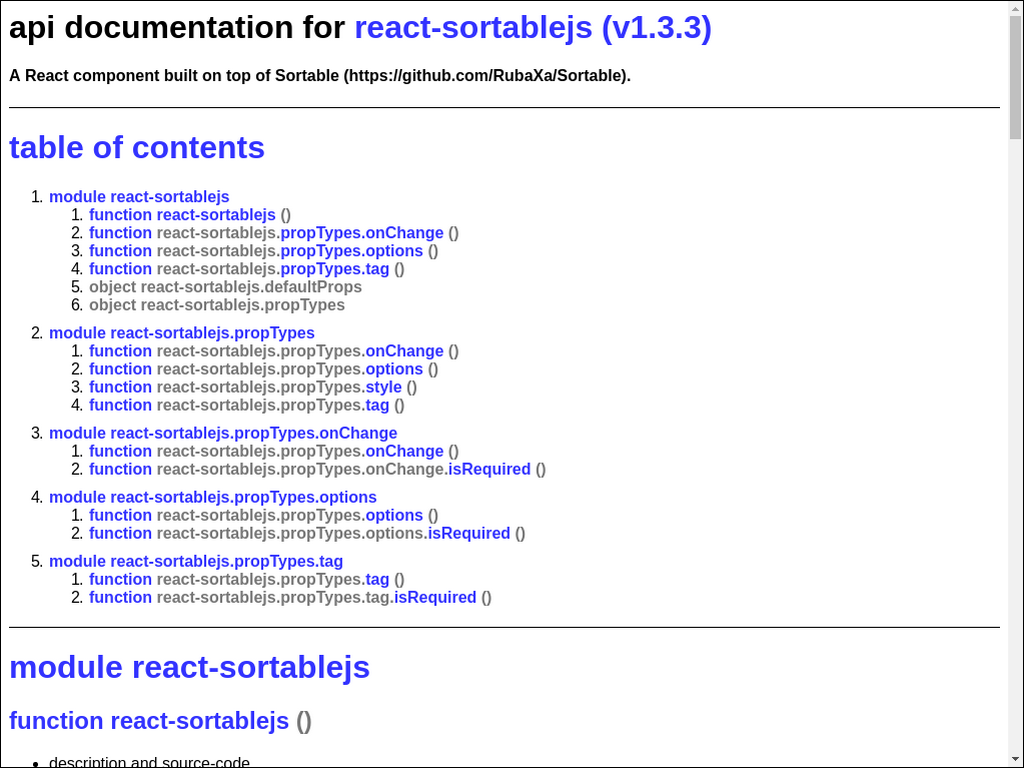 api documentation for react-sortablejs (v1.3.3)
A React component built on top of Sortable (https://github.com/RubaXa/Sortable).
table of contents
1. module react-sortablejs
1. function react-sortablejs ()
2. function react-sortablejs.propTypes.onChange ()
3. function react-sortablejs.propTypes.options ()
4. function react-sortablejs.propTypes.tag ()
5. object react-sortablejs.defaultProps
6. object react-sortablejs.propTypes
2. module react-sortablejs.propTypes
1. function react-sortablejs.propTypes.onChange ()
2. function react-sortablejs.propTypes.options ()
3. function react-sortablejs.propTypes.style ()
4. function react-sortablejs.propTypes.tag ()
3. module react-sortablejs.propTypes.onChange
1. function react-sortablejs.propTypes.onChange ()
2. function react-sortablejs.propTypes.onChange.isRequired ()
4. module react-sortablejs.propTypes.options
1. function react-sortablejs.propTypes.options ()
2. function react-sortablejs.propTypes.options.isRequired ()
5. module react-sortablejs.propTypes.tag
1. function react-sortablejs.propTypes.tag ()
2. function react-sortablejs.propTypes.tag.isRequired ()
module react-sortablejs
function react-sortablejs ()
• description and source-code